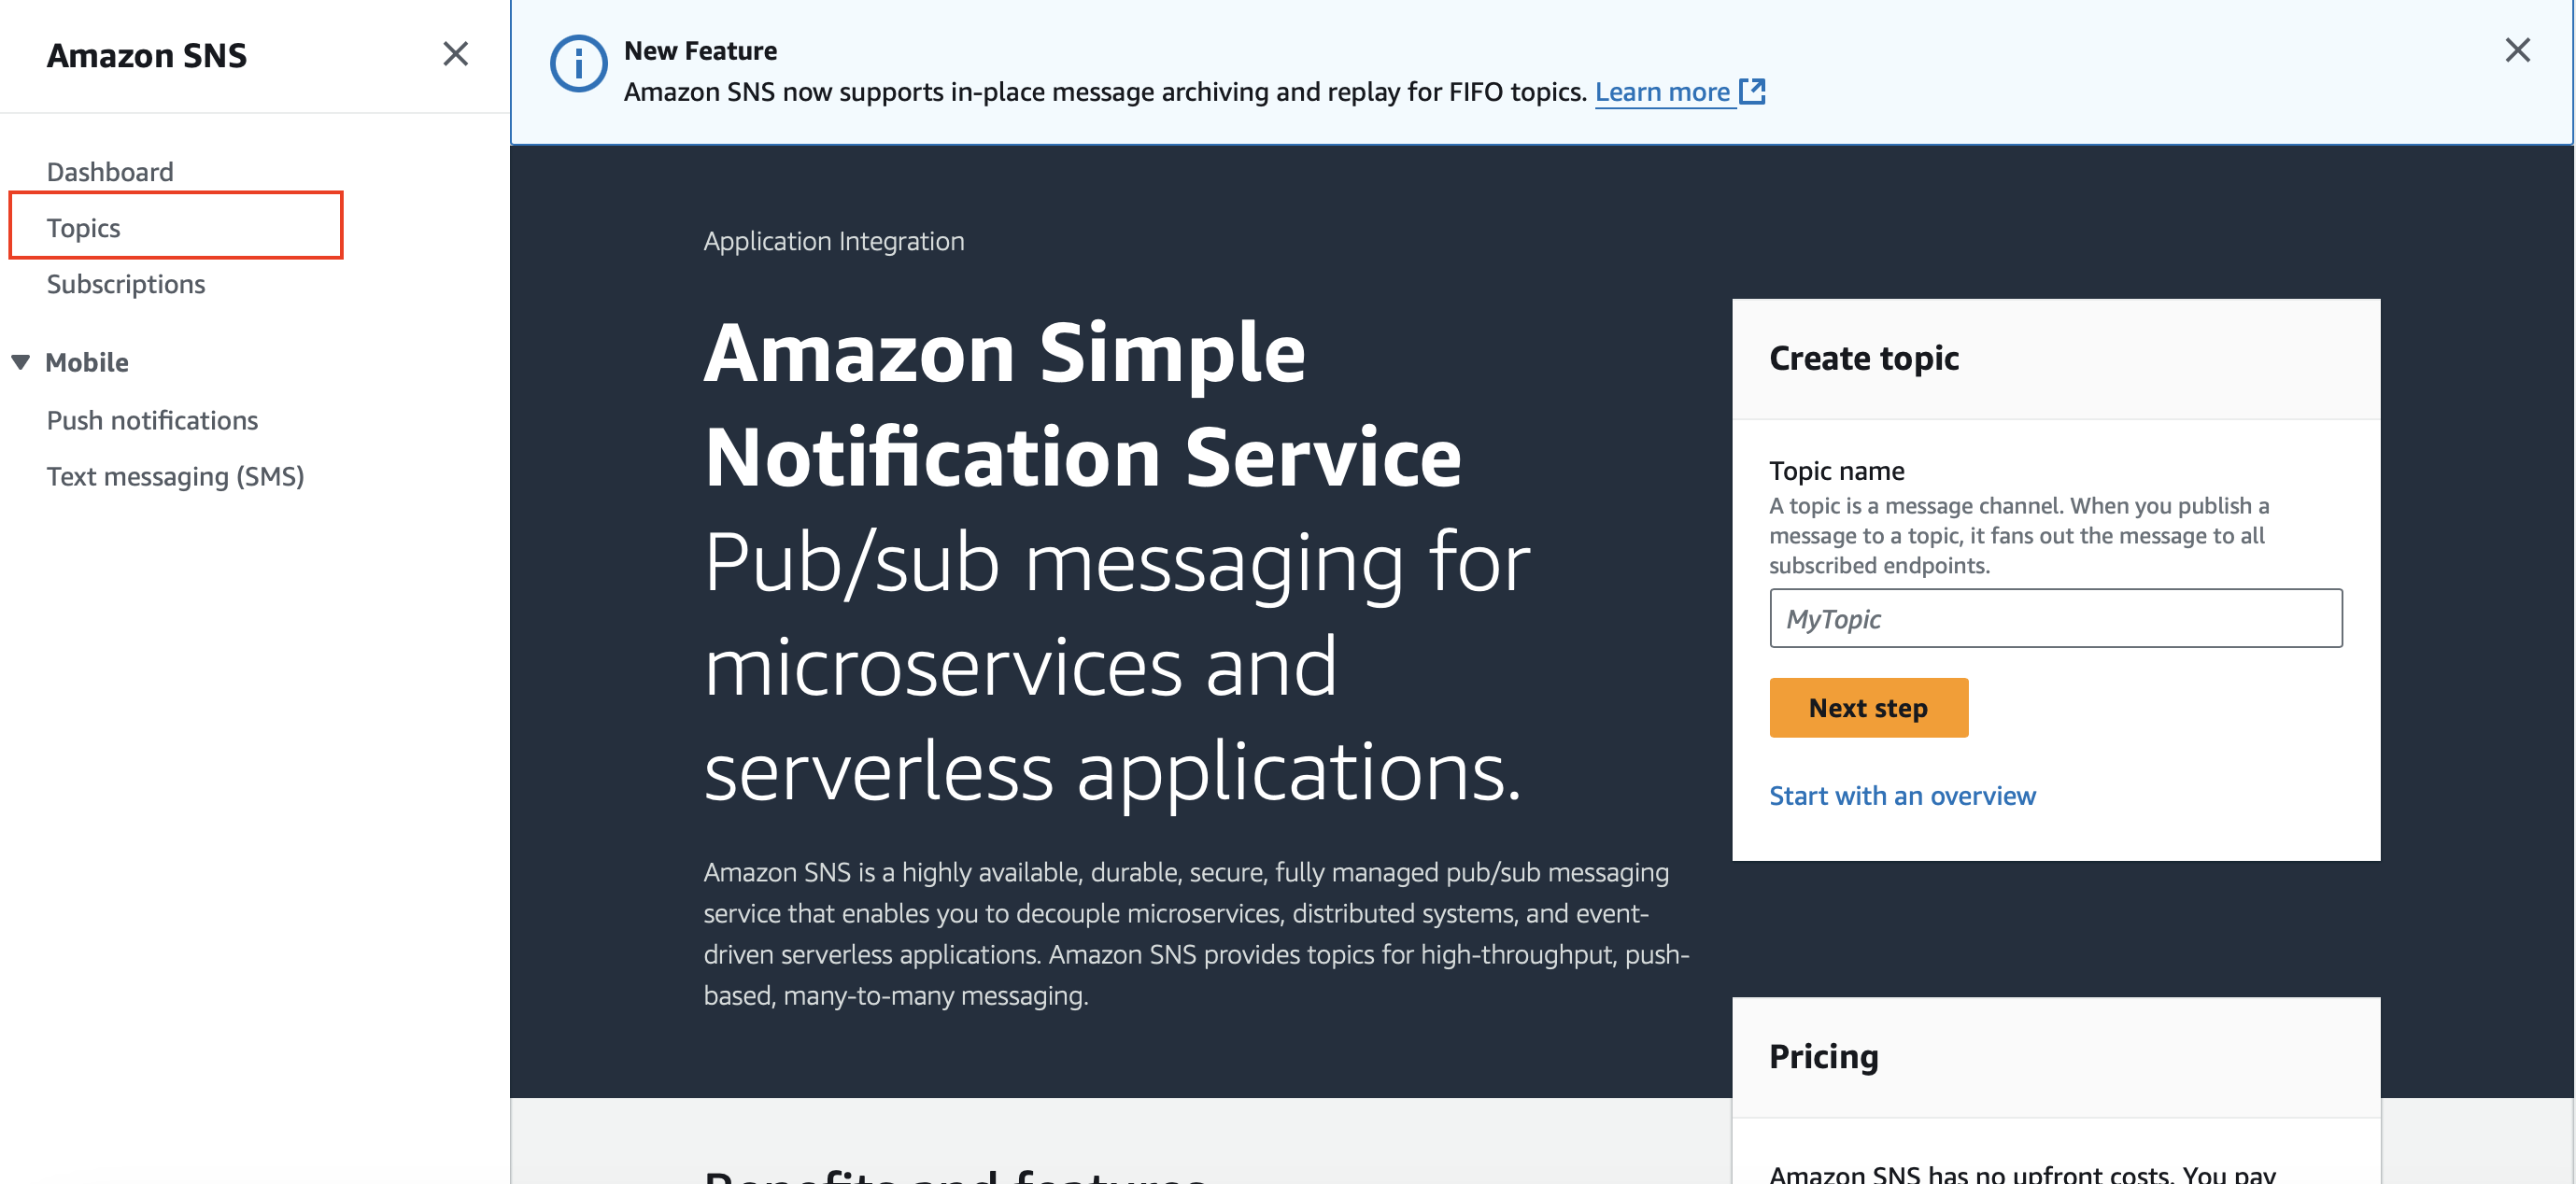 Amazon SNS
Dashboard
Topics
Subscriptions
Mobile
Push notifications
Text messaging (SMS)
New Feature
Amazon SNS now supports in-place message archiving and replay for FIFO topics. Learn more
Application Integration
Amazon Simple
Notification Service
Pub/sub messaging for
microservices and
serverless applications.
Amazon SNS is a highly available, durable, secure, fully managed pub/sub messaging
service that enables you to decouple microservices, distributed systems, and event-
driven serverless applications. Amazon SNS provides topics for high-throughput, push-
based, many-to-many messaging.
Create topic
Topic name
A topic is a message channel. When you publish a
message to a topic, it fans out the message to all
subscribed endpoints.
MyTopic
Next step
Start with an overview
Pricing
Amazon SNS has no upfront costs. You pay
Benefits and features